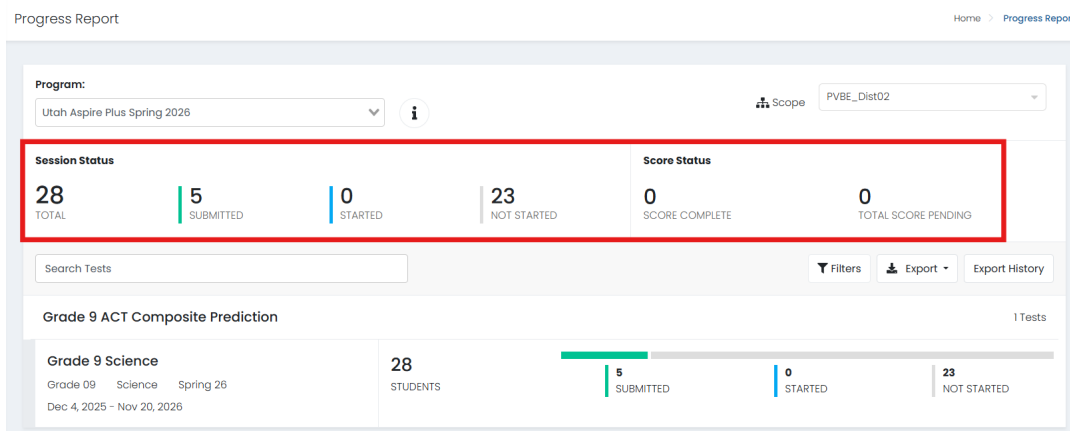 Progress Report
Home > Progress Repor
Program:
Utah Aspire Plus Spring 2026
i
Scope
PVBE_Dist02
Session Status
Score Status
28
TOTAL
5
SUBMITTED
0
STARTED
23
NOT STARTED
0
SCORE COMPLETE
0
TOTAL SCORE PENDING
Search Tests
Filters
Export
Export History
Grade 9 ACT Composite Prediction
1 Tests
Grade 9 Science
Grade 09 Science Spring 26
Dec 4, 2025 - Nov 20, 2026
28
STUDENTS
5
SUBMITTED
0
STARTED
23
NOT STARTED